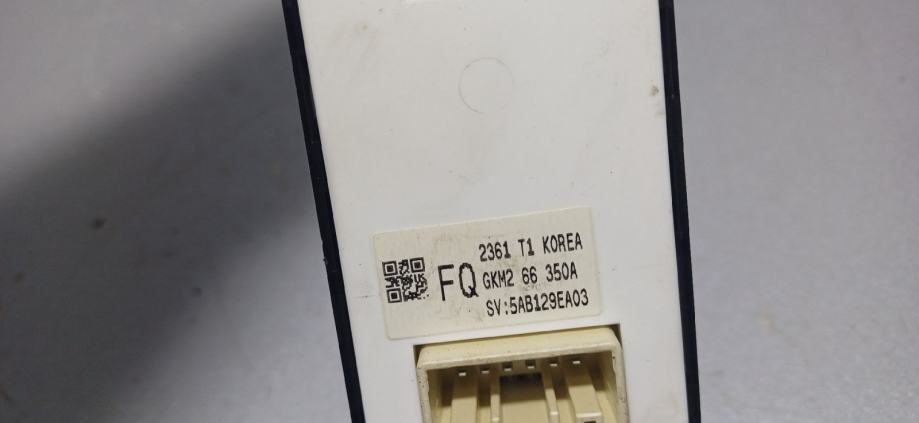 2361 T1 KOREA
FQ GKM2 66 350A
SV:5AB129EA03